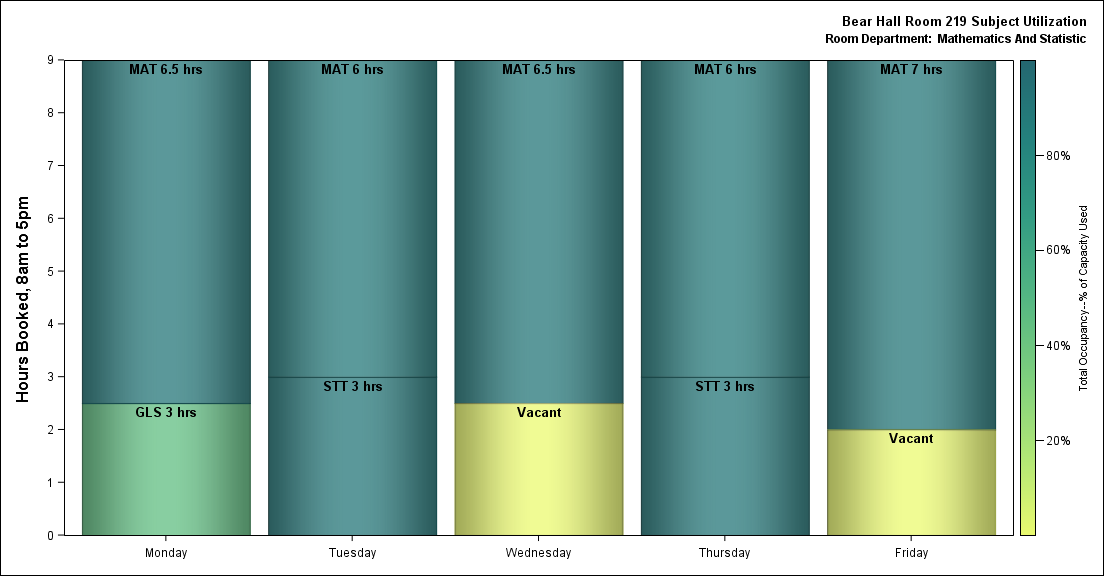 Bear Hall Room 219 Subject Utilization
Room Department: Mathematics And Statistic
Hours Booked, 8am to 5pm
9
8
7
6
5
4
3
2
1
0
MAT 6.5 hrs
MAT 6 hrs
MAT 6.5 hrs
MAT 6 hrs
MAT 7 hrs
GLS 3 hrs
STT 3 hrs
Vacant
STT 3 hrs
Vacant
Monday
Tuesday
Wednesday
Thursday
Friday
80%
60%
40%
20%
Total Occupancy--% of Capacity Used